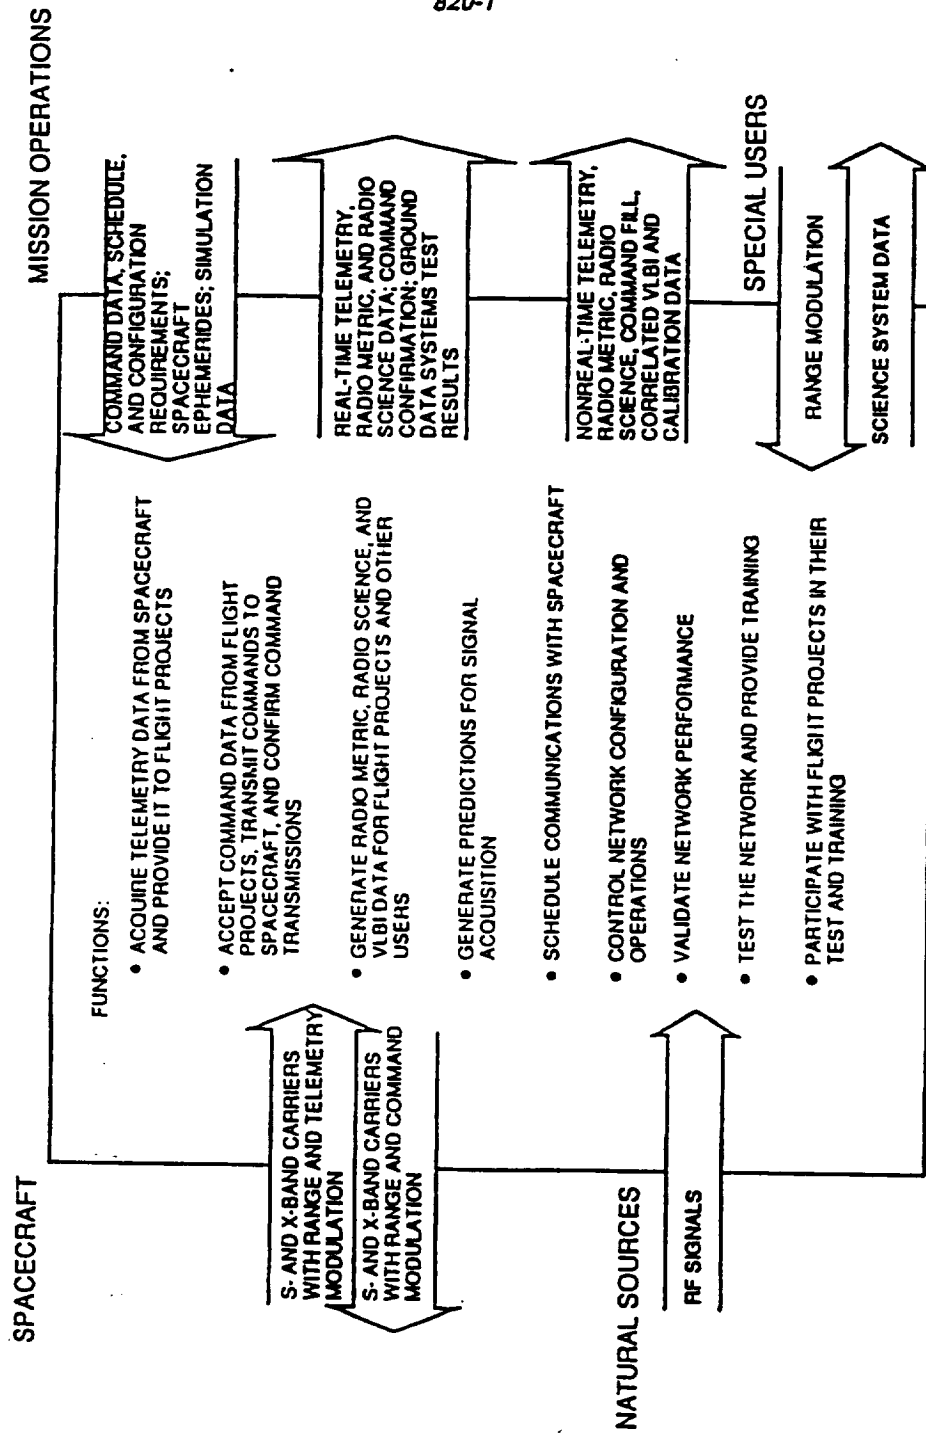 820-1
SPACECRAFT
MISSION OPERATIONS
FUNCTIONS:
• ACQUIRE TELEMETRY DATA FROM SPACECRAFT
AND PROVIDE IT TO FLIGHT PROJECTS
• ACCEPT COMMAND DATA FROM FLIGHT
PROJECTS, TRANSMIT COMMANDS TO
SPACECRAFT, AND CONFIRM COMMAND
TRANSMISSIONS
• GENERATE RADIO METRIC, RADIO SCIENCE, AND
VLBI DATA FOR FLIGHT PROJECTS AND OTHER
USERS
• GENERATE PREDICTIONS FOR SIGNAL
ACQUISITION
• SCHEDULE COMMUNICATIONS WITH SPACECRAFT
• CONTROL NETWORK CONFIGURATION AND
OPERATIONS
• VALIDATE NETWORK PERFORMANCE
• TEST THE NETWORK AND PROVIDE TRAINING
• PARTICIPATE WITH FLIGHT PROJECTS IN THEIR
TEST AND TRAINING
S- AND X-BAND CARRIERS
WITH RANGE AND TELEMETRY
MODULATION
S- AND X-BAND CARRIERS
WITH RANGE AND COMMAND
MODULATION
NATURAL SOURCES
RF SIGNALS
COMMAND DATA, SCHEDULE,
AND CONFIGURATION
REQUIREMENTS;
SPACECRAFT
EPHEMERIDES; SIMULATION
DATA
REAL-TIME TELEMETRY,
RADIO METRIC, AND RADIO
SCIENCE DATA; COMMAND
CONFIRMATION; GROUND
DATA SYSTEMS TEST
RESULTS
NONREAL-TIME TELEMETRY,
RADIO METRIC, RADIO
SCIENCE, COMMAND FILL,
CORRELATED VLBI AND
CALIBRATION DATA
SPECIAL USERS
RANGE MODULATION
SCIENCE SYSTEM DATA